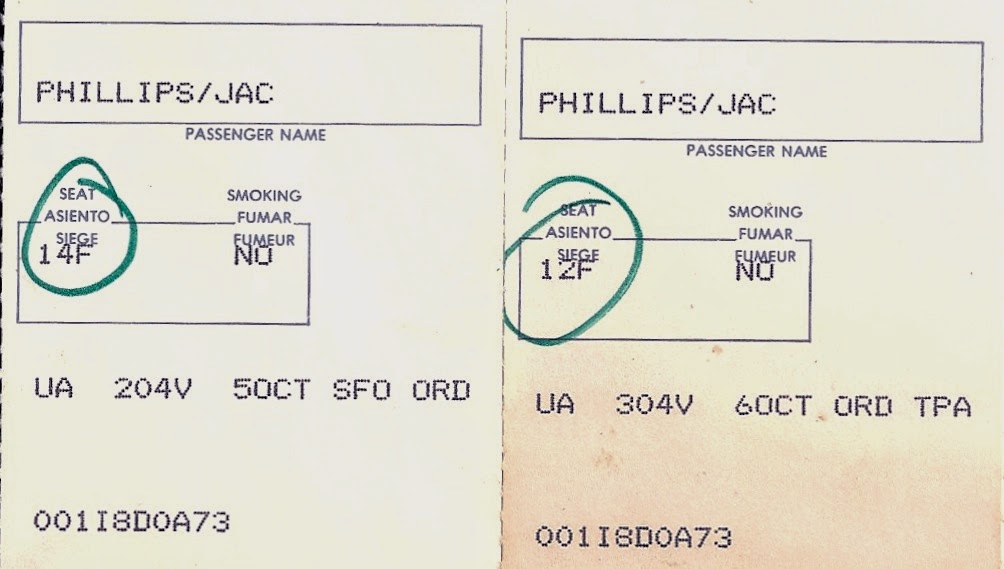 PHILLIPS/JAC
PASSENGER NAME
SEAT SMOKING
ASIENTO FUMAR
SIEGE FUMEUR
14F NO
UA 204V 5OCT SFO ORD
001I8D0A73
PHILLIPS/JAC
PASSENGER NAME
SEAT SMOKING
ASIENTO FUMAR
SIEGE FUMEUR
12F NO
UA 304V 6OCT ORD TPA
001I8D0A73